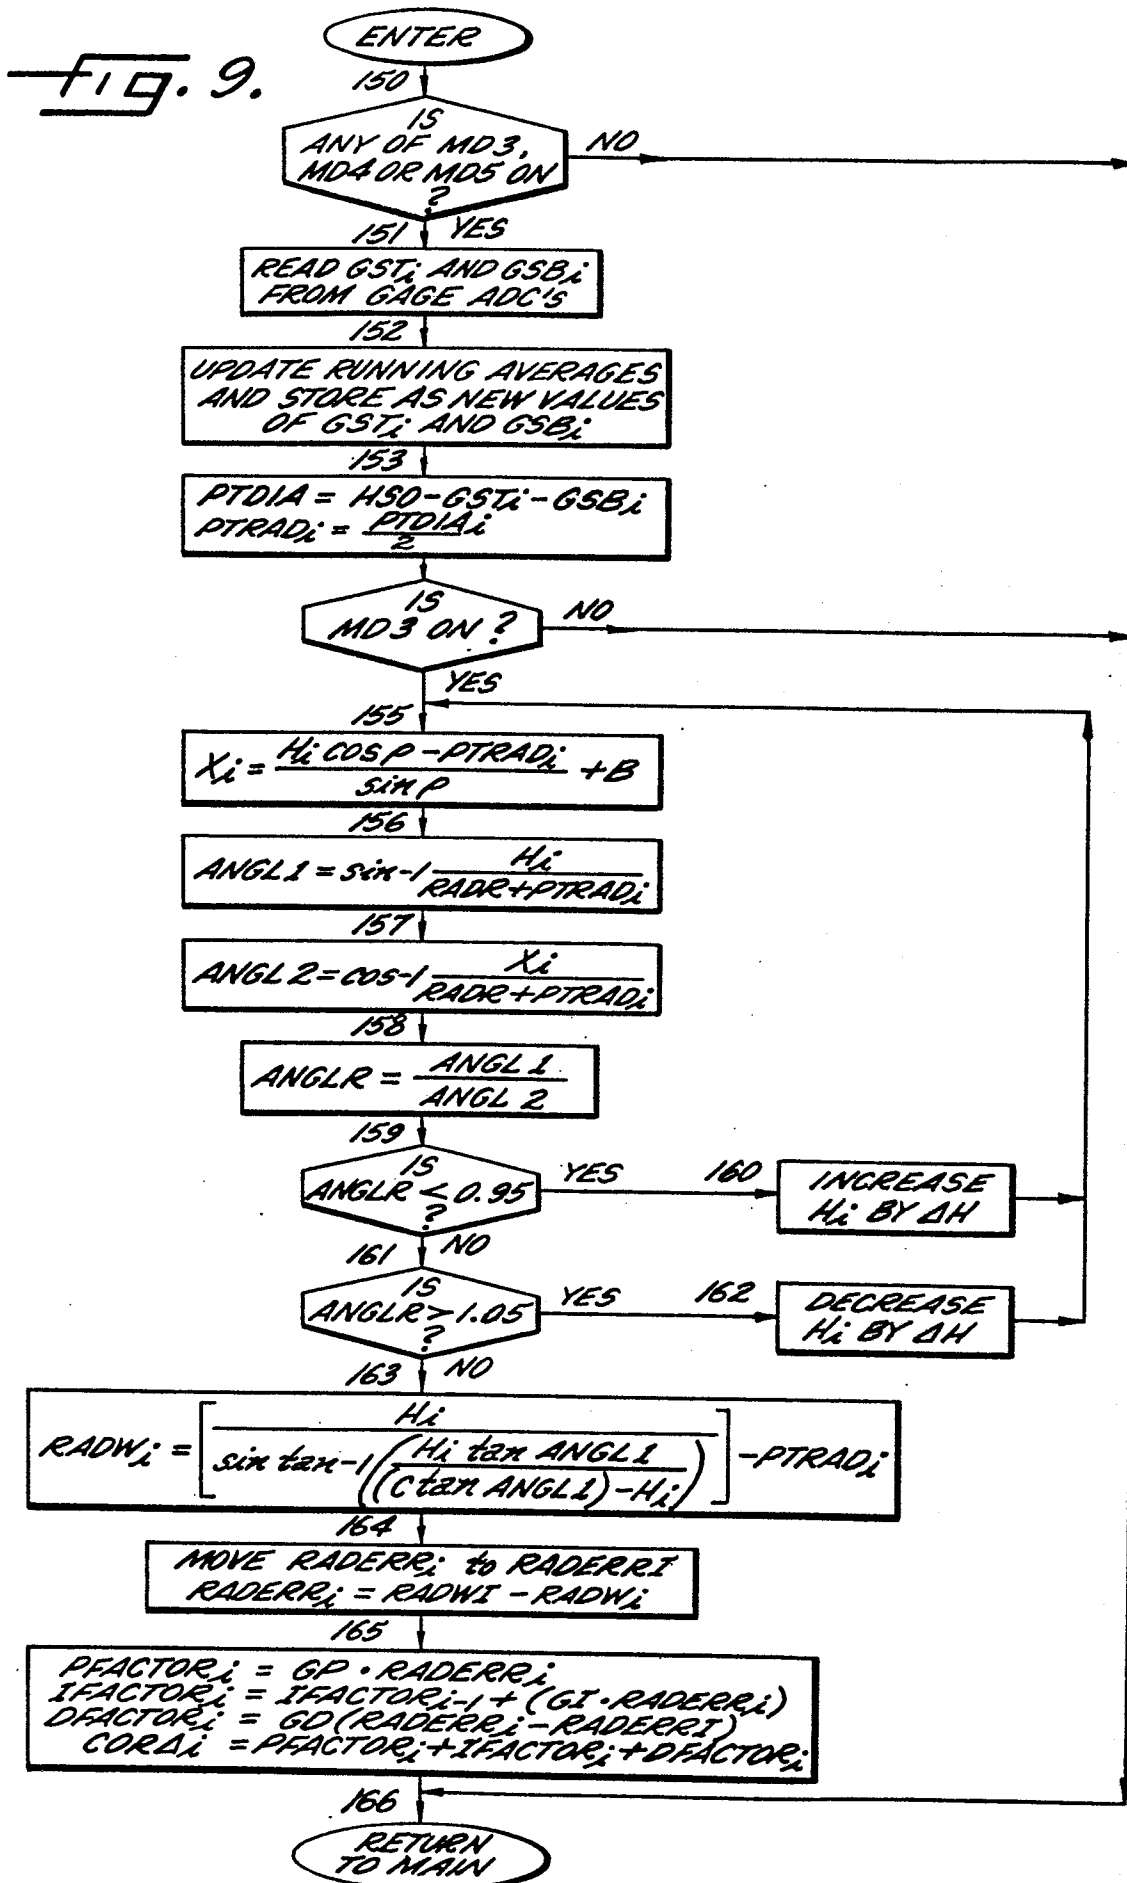 Fig. 9.
ENTER
150
IS
ANY OF MD3,
MD4 OR MD5 ON
?
NO
151
YES
READ GSTi AND GSBi
FROM GAGE ADC'S
152
UPDATE RUNNING AVERAGES
AND STORE AS NEW VALUES
OF GSTi AND GSBi
153
PTDIA = HSO-GSTi-GSBi
PTRADi = PTDIAi / 2
IS
MD3 ON ?
NO
YES
155
Xi = Hi COS ρ - PTRADi / sin ρ + B
156
ANGL1 = sin-1 Hi / RADR+PTRADi
157
ANGL2 = cos-1 Xi / RADR+PTRADi
158
ANGLR = ANGL1 / ANGL2
159
IS
ANGLR < 0.95
?
YES
160
INCREASE
Hi BY ΔH
161
NO
IS
ANGLR > 1.05
?
YES
162
DECREASE
Hi BY ΔH
163
NO
RADWi = [Hi / sin tan-1 (Hi tan ANGL1 / (C tan ANGL1) - Hi)] - PTRADi
164
MOVE RADERRi to RADERRI
RADERRi = RADWI - RADWi
165
PFACTORi = GP · RADERRi
IFACTORi = IFACTORi-1 + (GI·RADERRi)
DFACTORi = GD(RADERRi-RADERRI)
CORΔi = PFACTORi+IFACTORi+DFACTORi
166
RETURN
TO MAIN